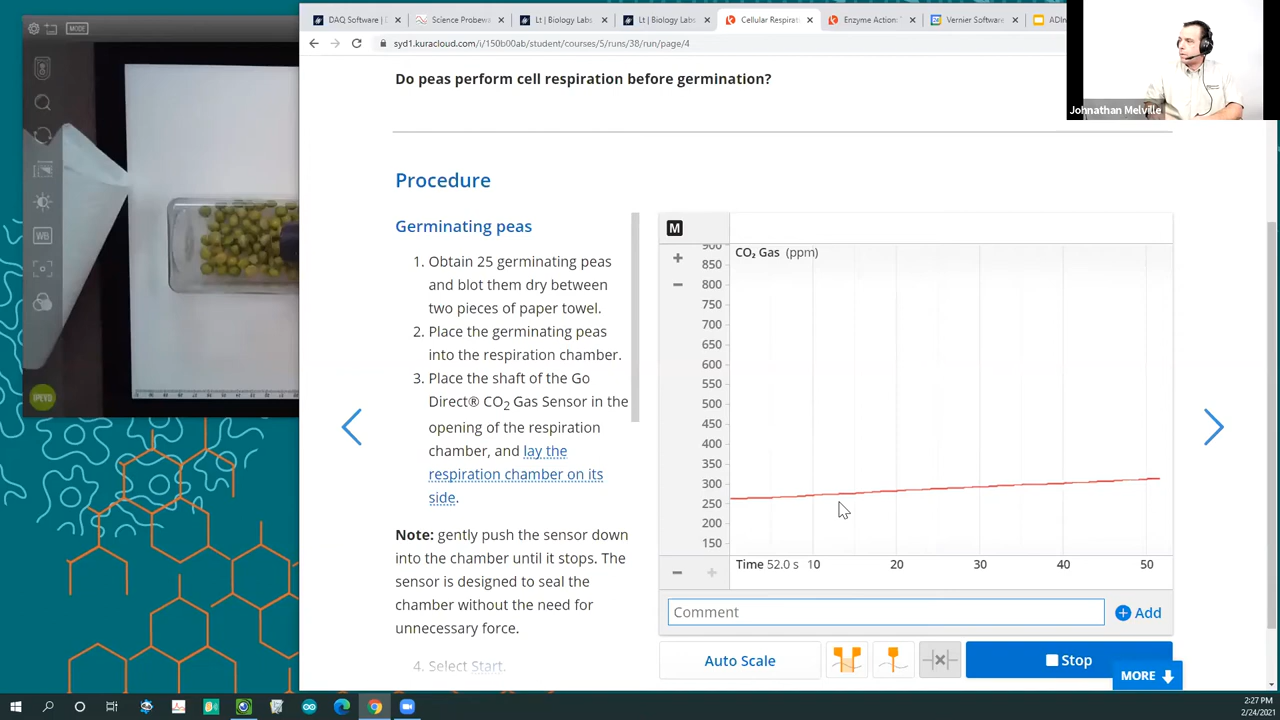 MODE
DAQ Software |
Science Probewa
Lt | Biology Labs
Lt | Biology Labs
Cellular Respirati
Enzyme Action:
Vernier Software
ADIn
syd1.kuracloud.com/i/150b00ab/student/courses/5/runs/38/run/page/4
Johnathan Melville
Do peas perform cell respiration before germination?
Procedure
Germinating peas
1. Obtain 25 germinating peas
and blot them dry between
two pieces of paper towel.
2. Place the germinating peas
into the respiration chamber.
3. Place the shaft of the Go
Direct® CO₂ Gas Sensor in the
opening of the respiration
chamber, and lay the
respiration chamber on its
side.
Note: gently push the sensor down
into the chamber until it stops. The
sensor is designed to seal the
chamber without the need for
unnecessary force.
4. Select Start.
M
CO₂ Gas (ppm)
900
850
800
750
700
650
600
550
500
450
400
350
300
250
200
150
Time 52.0 s 10 20 30 40 50
Comment
Add
Auto Scale
Stop
MORE
WB
IPEVO
2:27 PM
2/24/2021